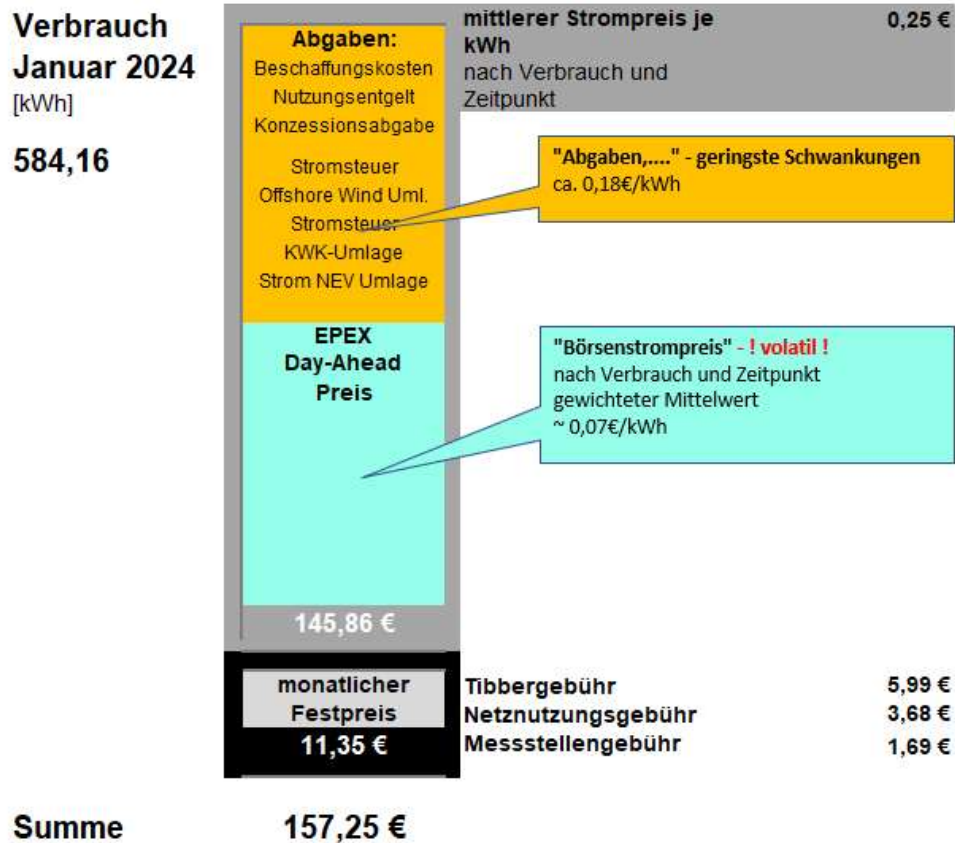 Verbrauch
Januar 2024
[kWh]
584,16
Abgaben:
Beschaffungskosten
Nutzungsentgelt
Konzessionsabgabe
Stromsteuer
Offshore Wind Uml.
Stromsteuer
KWK-Umlage
Strom NEV Umlage
EPEX
Day-Ahead
Preis
145,86 €
mittlerer Strompreis je 0,25 €
kWh
nach Verbrauch und
Zeitpunkt
"Abgaben,...." - geringste Schwankungen
ca. 0,18€/kWh
"Börsenstrompreis" - ! volatil !
nach Verbrauch und Zeitpunkt
gewichteter Mittelwert
~ 0,07€/kWh
monatlicher
Festpreis
11,35 €
Tibbergebühr 5,99 €
Netznutzungsgebühr 3,68 €
Messstellengebühr 1,69 €
Summe 157,25 €